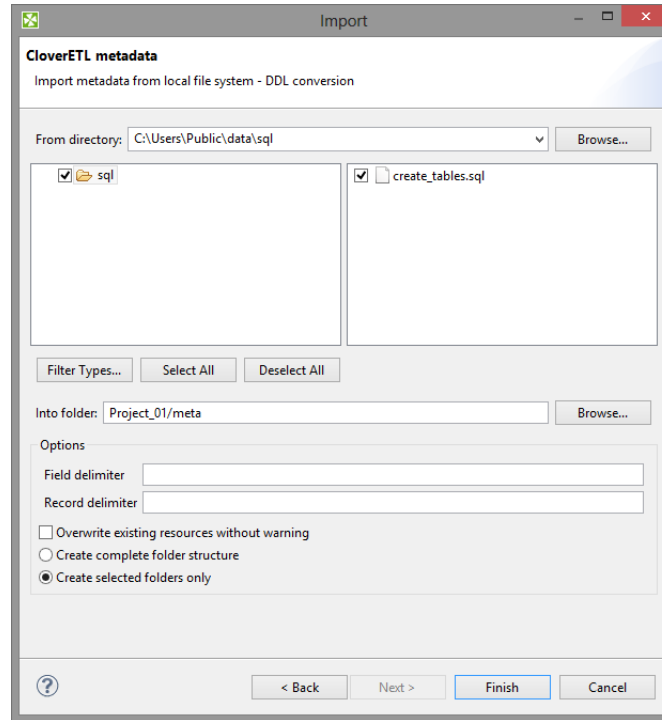 Import
CloverETL metadata
Import metadata from local file system - DDL conversion
From directory: C:\Users\Public\data\sql Browse...
sql
create_tables.sql
Filter Types... Select All Deselect All
Into folder: Project_01/meta Browse...
Options
Field delimiter
Record delimiter
Overwrite existing resources without warning
Create complete folder structure
Create selected folders only
? < Back Next > Finish Cancel